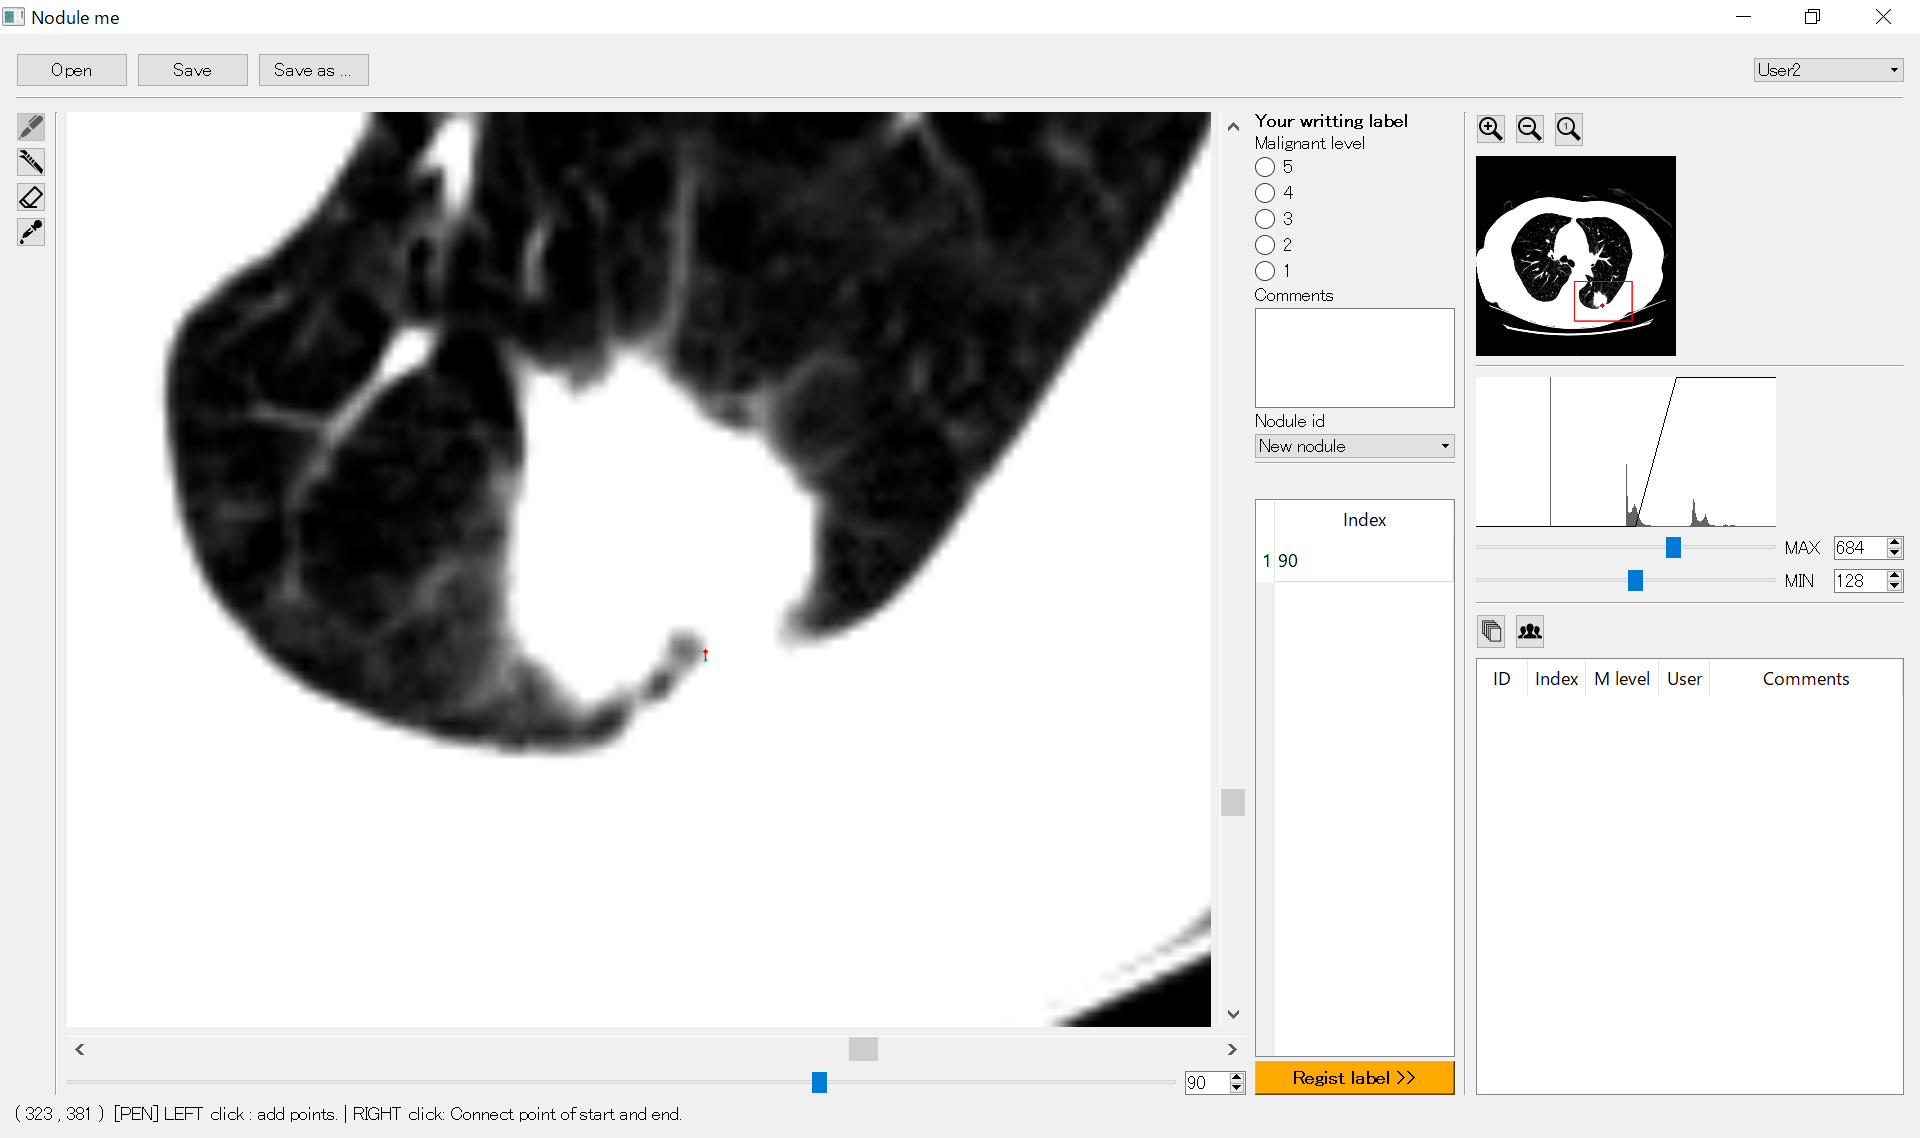 Nodule me
Open
Save
Save as ...
User2
Your writting label
Malignant level
5
4
3
2
1
Comments
Nodule id
New nodule
Index
1 90
Regist label >>
1
MAX 684
MIN 128
ID Index M level User Comments
90
( 323 , 381 ) [PEN] LEFT click : add points. | RIGHT click: Connect point of start and end.